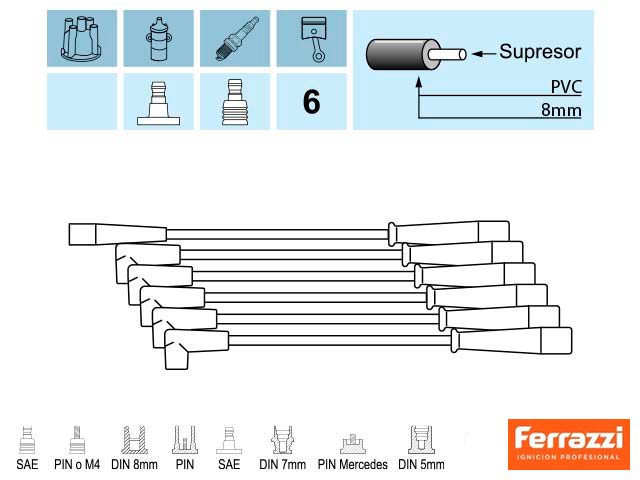 Supresor
PVC
8mm
6
SAE
PIN o M4
DIN 8mm
PIN
SAE
DIN 7mm
PIN Mercedes
DIN 5mm
Ferrazzi
IGNICION PROFESIONAL